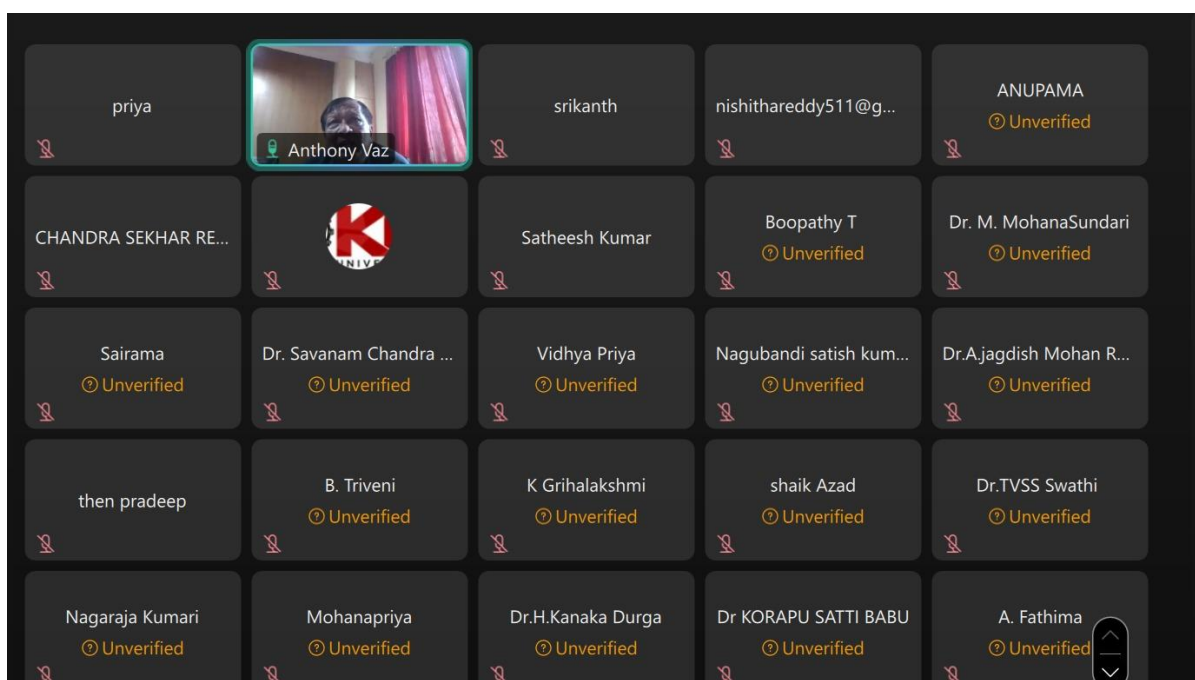 priya
Anthony Vaz
srikanth
nishithareddy511@g...
ANUPAMA
Unverified
CHANDRA SEKHAR RE...
K
UNIVE
Satheesh Kumar
Boopathy T
Unverified
Dr. M. MohanaSundari
Unverified
Sairama
Unverified
Dr. Savanam Chandra ...
Unverified
Vidhya Priya
Unverified
Nagubandi satish kum...
Unverified
Dr.A.jagdish Mohan R...
Unverified
then pradeep
B. Triveni
Unverified
K Grihalakshmi
Unverified
shaik Azad
Unverified
Dr.TVSS Swathi
Unverified
Nagaraja Kumari
Unverified
Mohanapriya
Unverified
Dr.H.Kanaka Durga
Unverified
Dr KORAPU SATTI BABU
Unverified
A. Fathima
Unverified